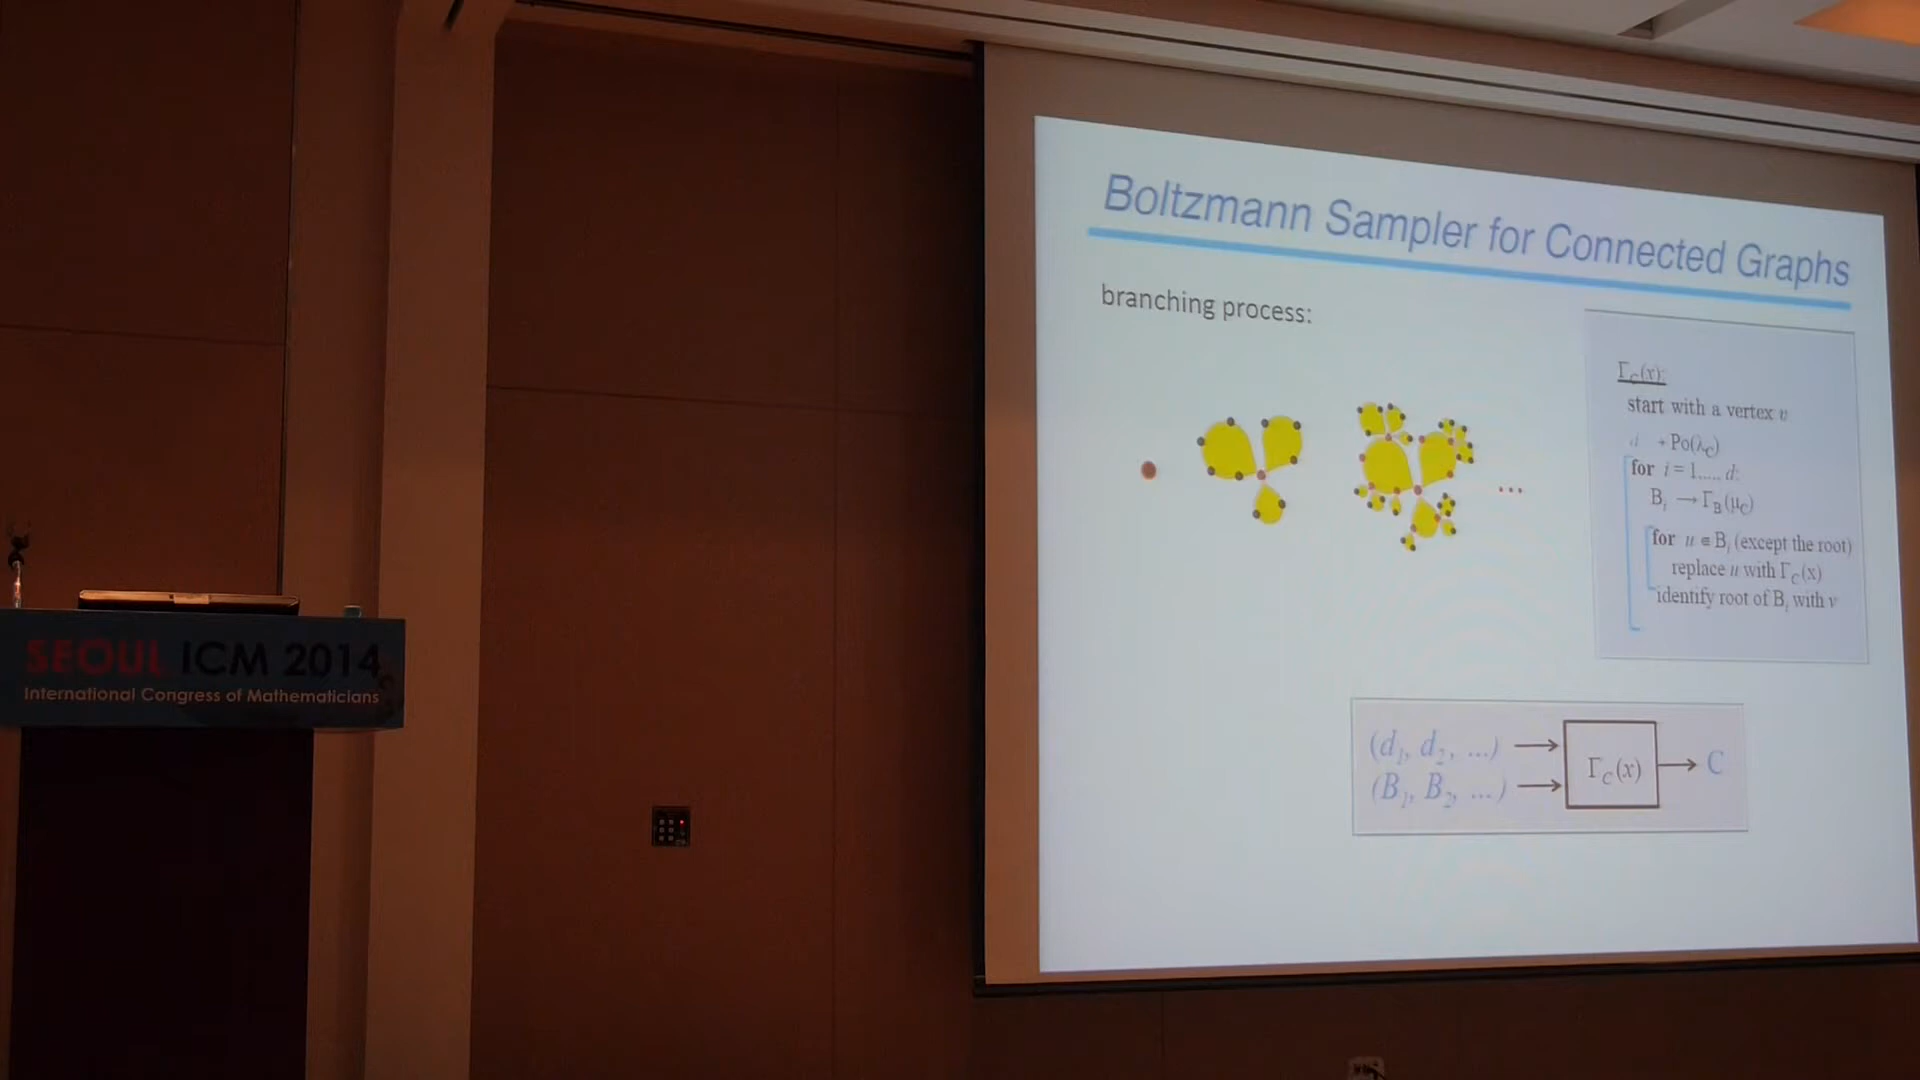 Boltzmann Sampler for Connected Graphs
branching process:
Γ_C(x):
start with a vertex v
d + Po(λ_C)
for i = 1,..., d:
B_i → Γ_B(μ_C)
for u ∈ B_i (except the root)
replace u with Γ_C(x)
identify root of B_i with v
...
(d_1, d_2, ...)
(B_1, B_2, ...)
Γ_C(x)
C
SEOUL ICM 2014
International Congress of Mathematicians